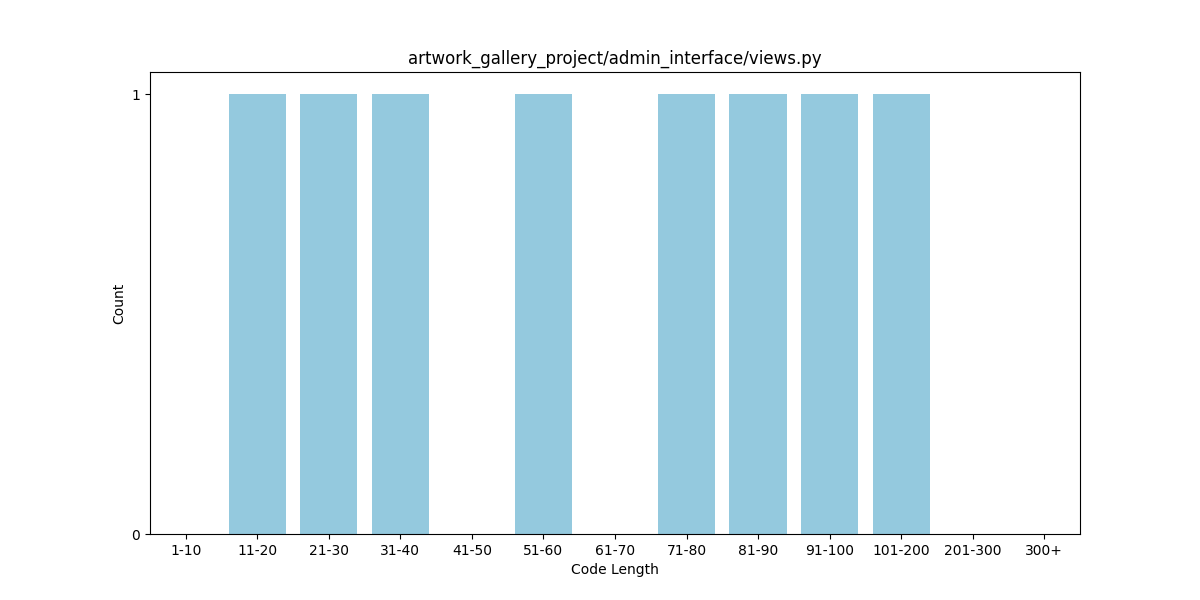 artwork_gallery_project/admin_interface/views.py
Count
1
0
1-10 11-20 21-30 31-40 41-50 51-60 61-70 71-80 81-90 91-100 101-200 201-300 300+
Code Length